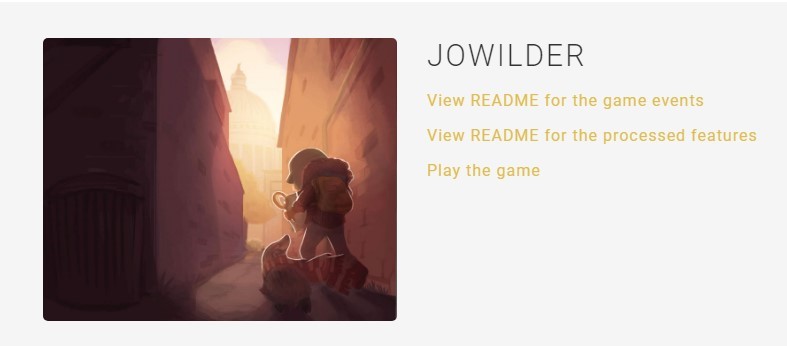 JOWILDER
View README for the game events
View README for the processed features
Play the game